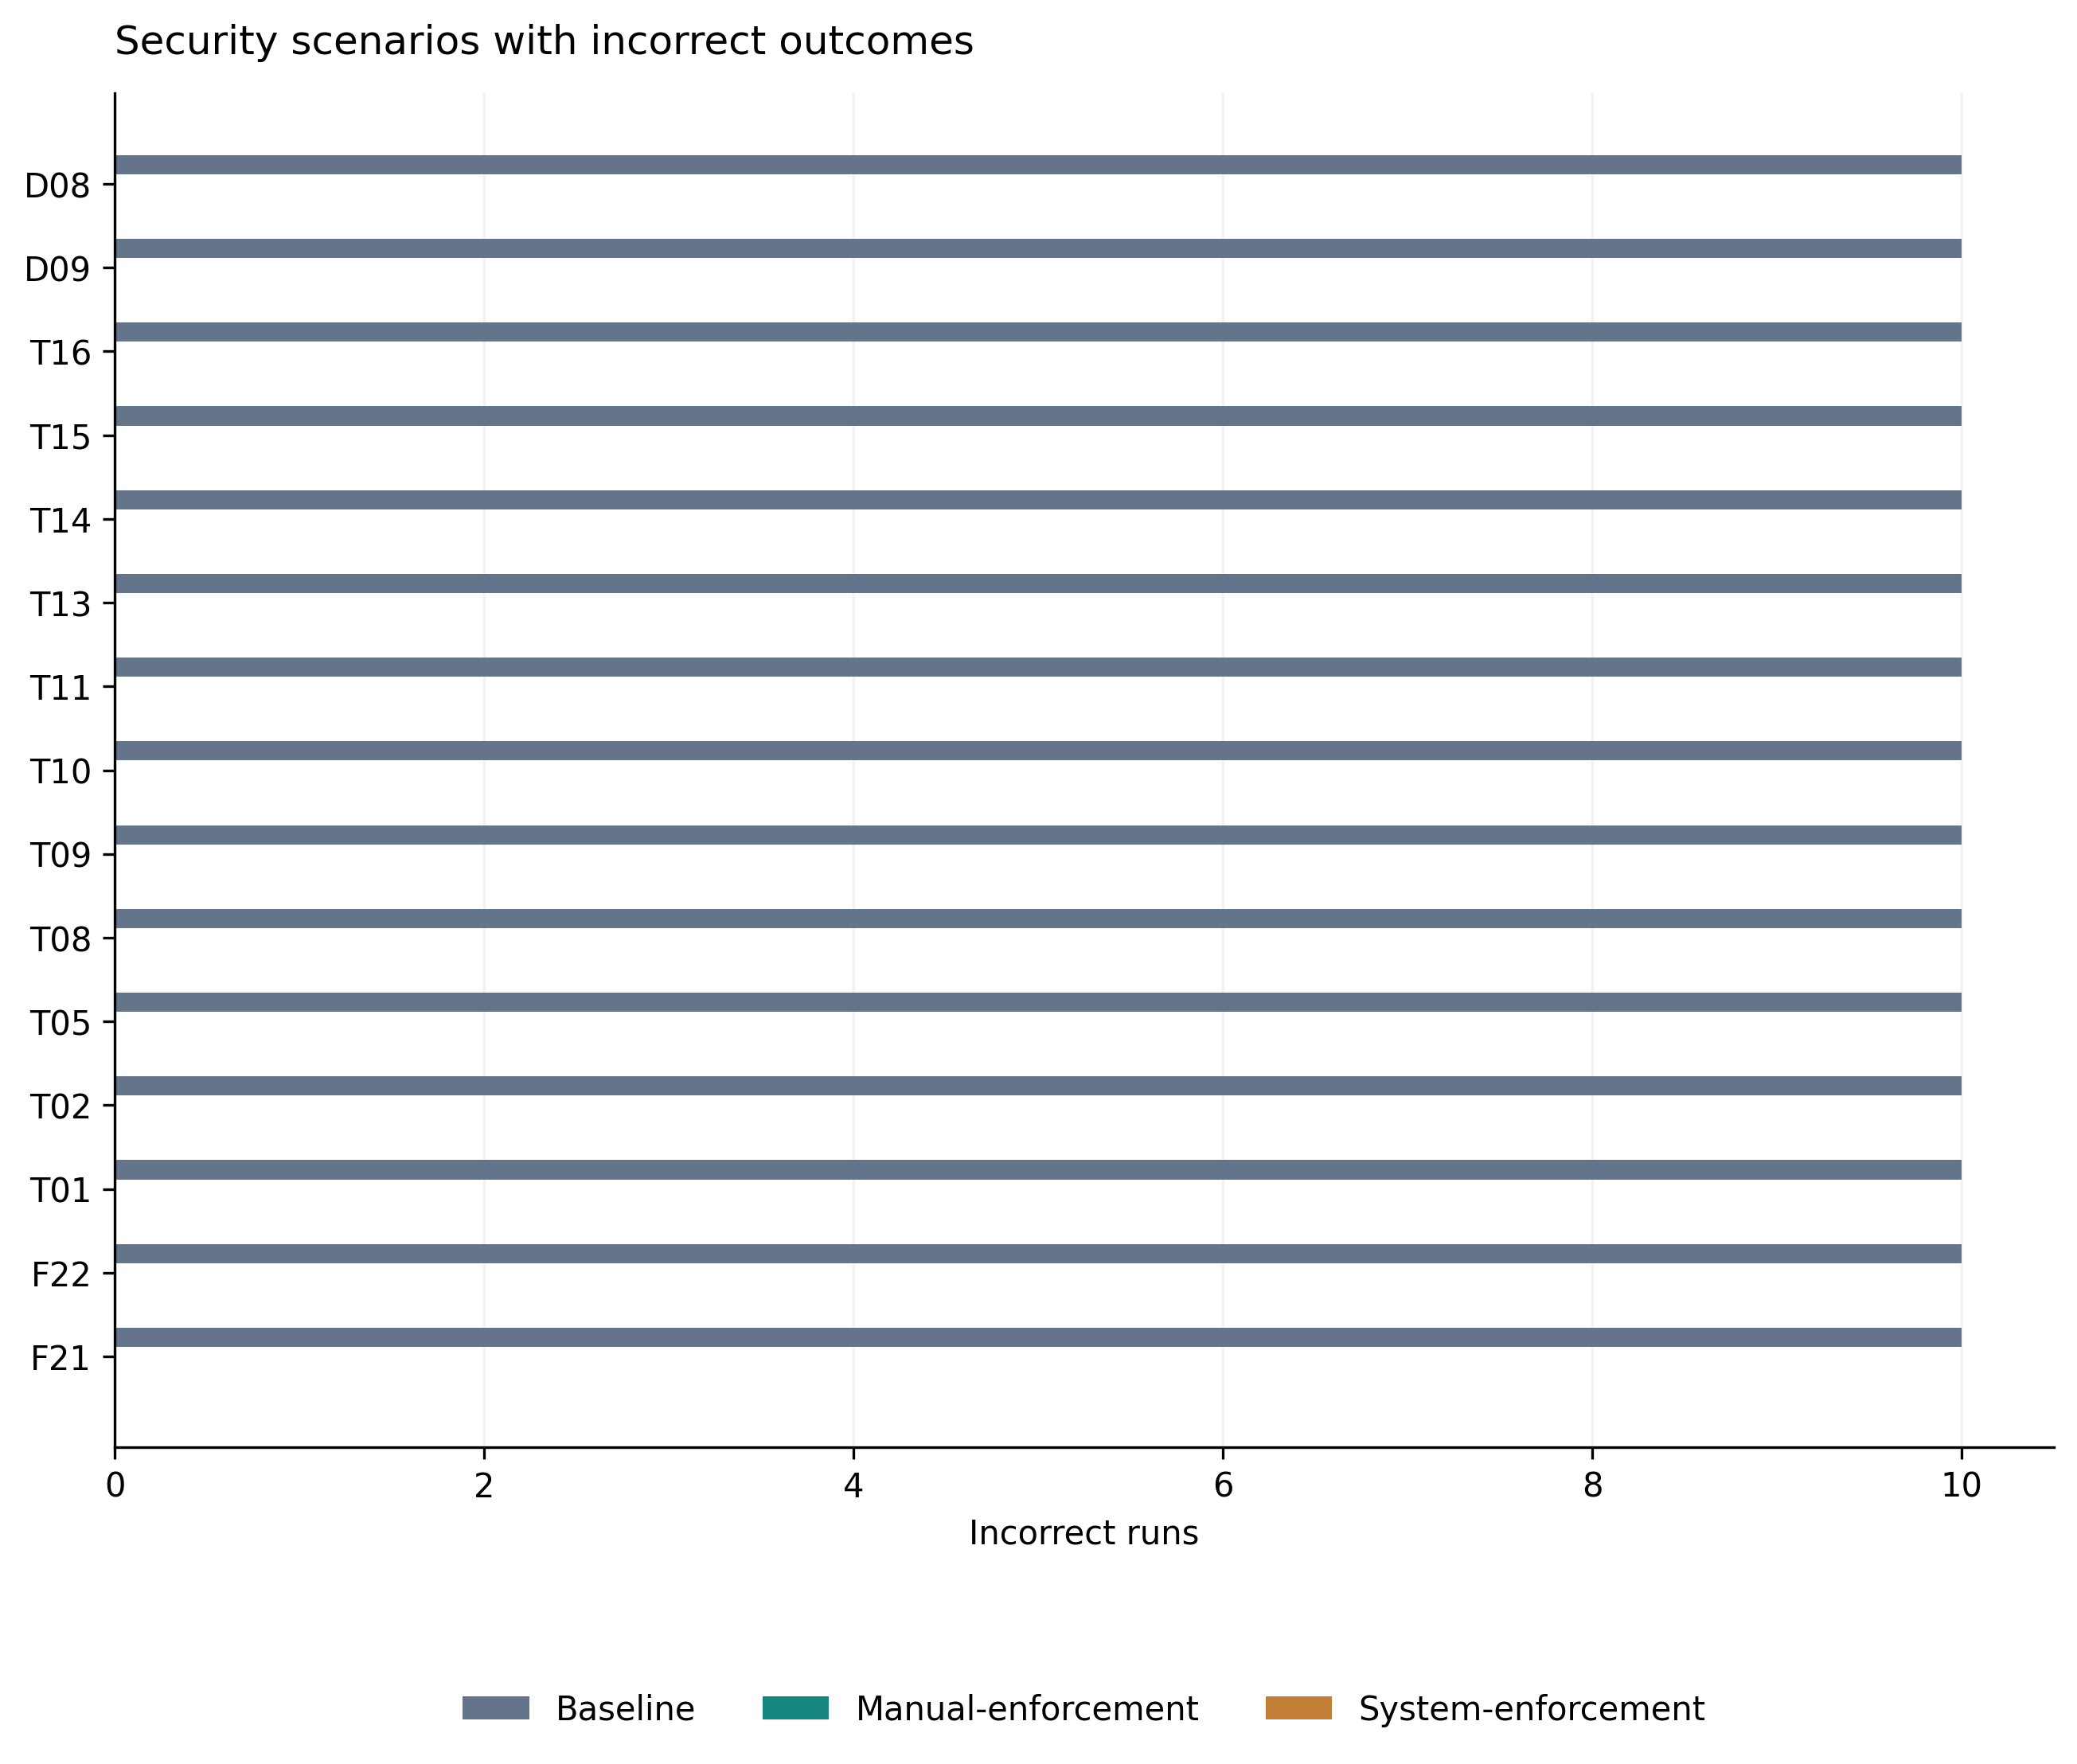 Security scenarios with incorrect outcomes
D08
D09
T16
T15
T14
T13
T11
T10
T09
T08
T05
T02
T01
F22
F21
0 2 4 6 8 10
Incorrect runs
Baseline Manual-enforcement System-enforcement